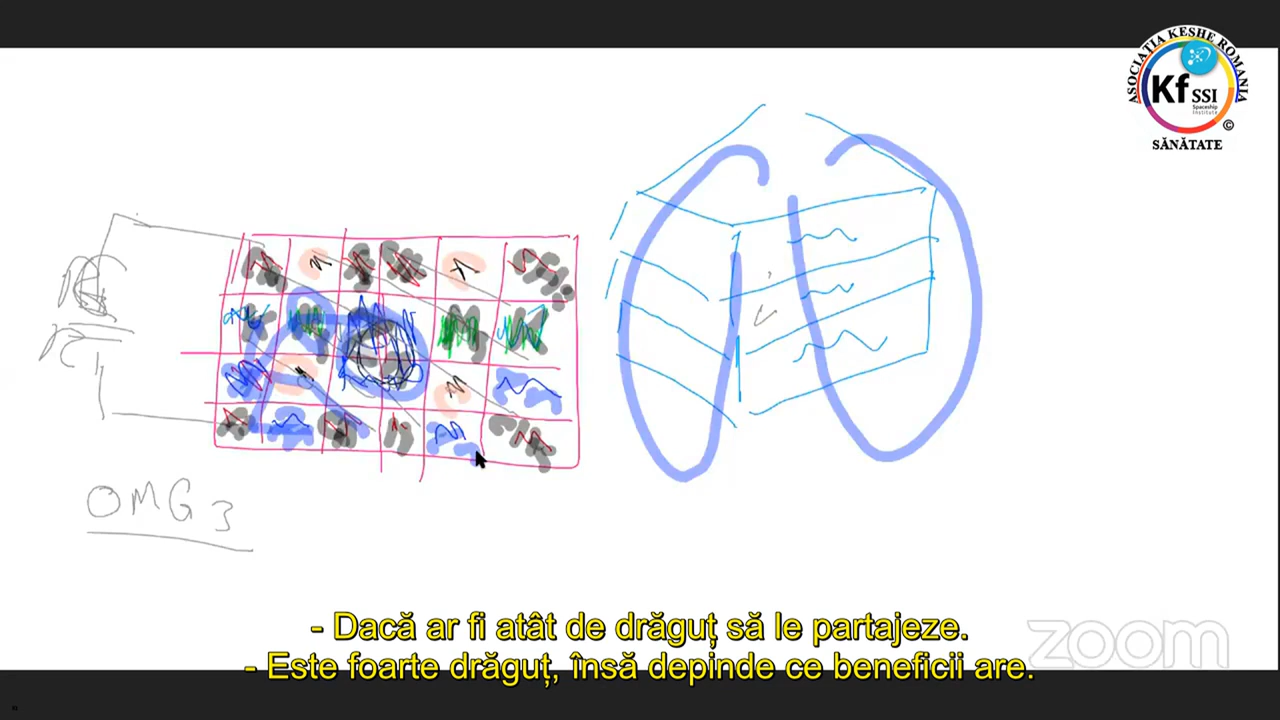 ASOCIAȚIA KESHE ROMANIA
Kf SSI
Spaceship
Institute
©
SĂNĂTATE
OMG 3
- Dacă ar fi atât de drăguț să le partajeze.
- Este foarte drăguț, însă depinde ce beneficii are.
zoom